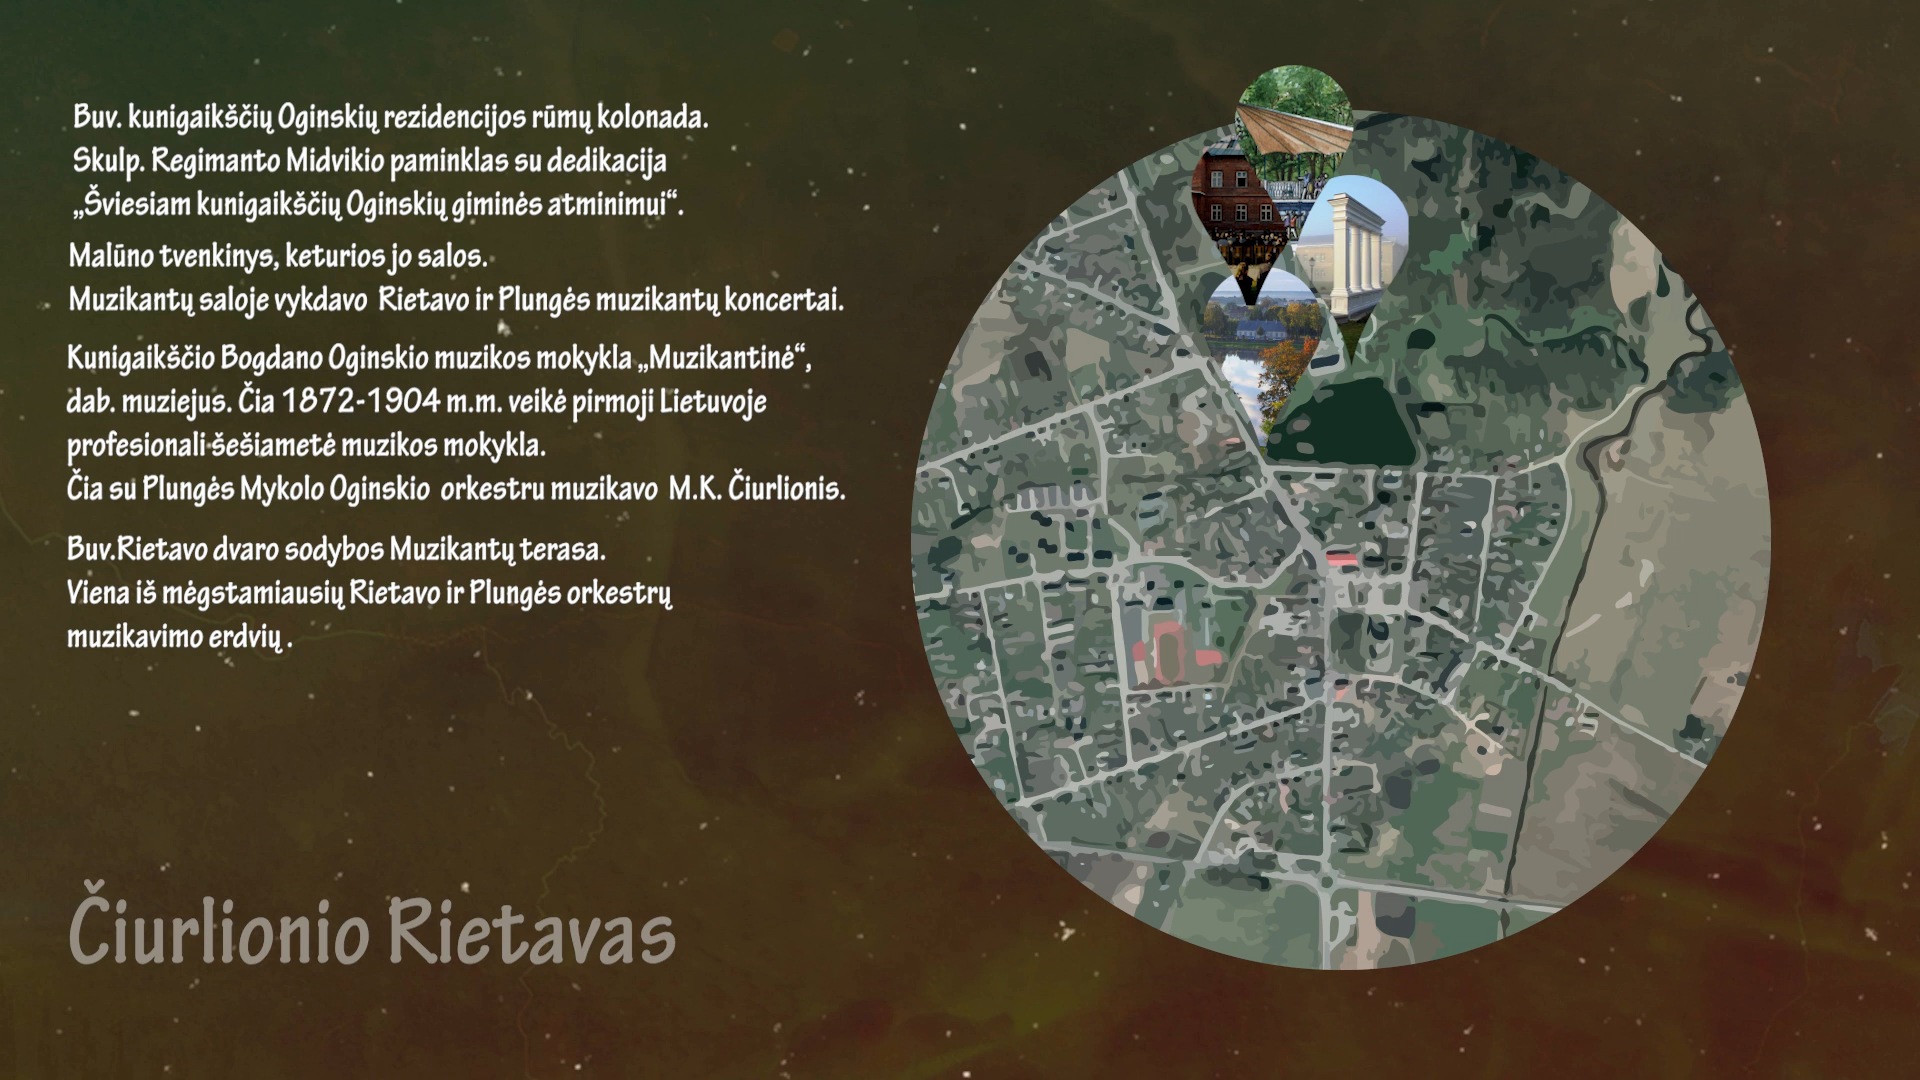 Buv. kunigaikščių Oginskių rezidencijos rūmų kolonada.
Skulp. Regimanto Midvikio paminklas su dedikacija
„Šviesiam kunigaikščių Oginskių giminės atminimui“.
Malūno tvenkinys, keturios jo salos.
Muzikantų saloje vykdavo Rietavo ir Plungės muzikantų koncertai.
Kunigaikščio Bogdano Oginskio muzikos mokykla „Muzikantinė“,
dab. muziejus. Čia 1872-1904 m.m. veikė pirmoji Lietuvoje
profesionali-šešiametė muzikos mokykla.
Čia su Plungės Mykolo Oginskio orkestru muzikavo M.K. Čiurlionis.
Buv.Rietavo dvaro sodybos Muzikantų terasa.
Viena iš mėgstamiausių Rietavo ir Plungės orkestrų
muzikavimo erdvių .
Čiurlionio Rietavas